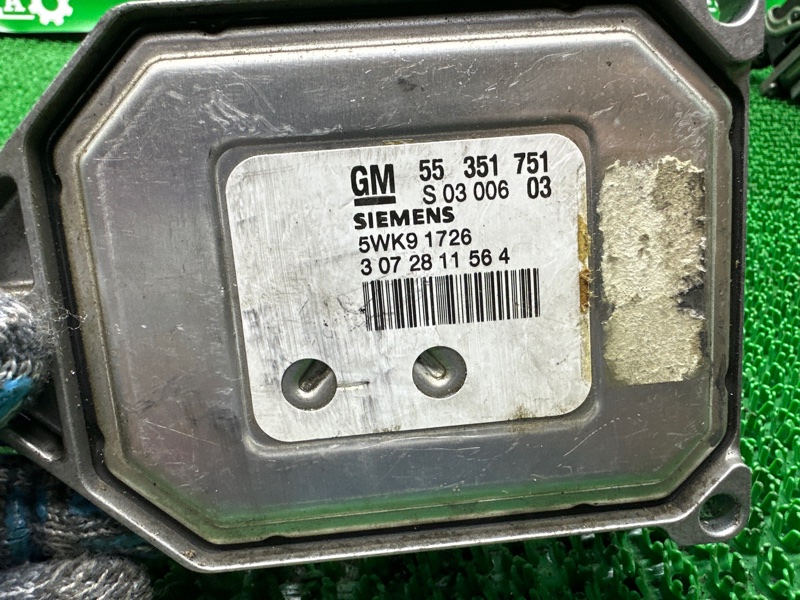 GM 55 351 751
S 03 006 03
SIEMENS
5WK9 1726
3 07 28 11 56 4